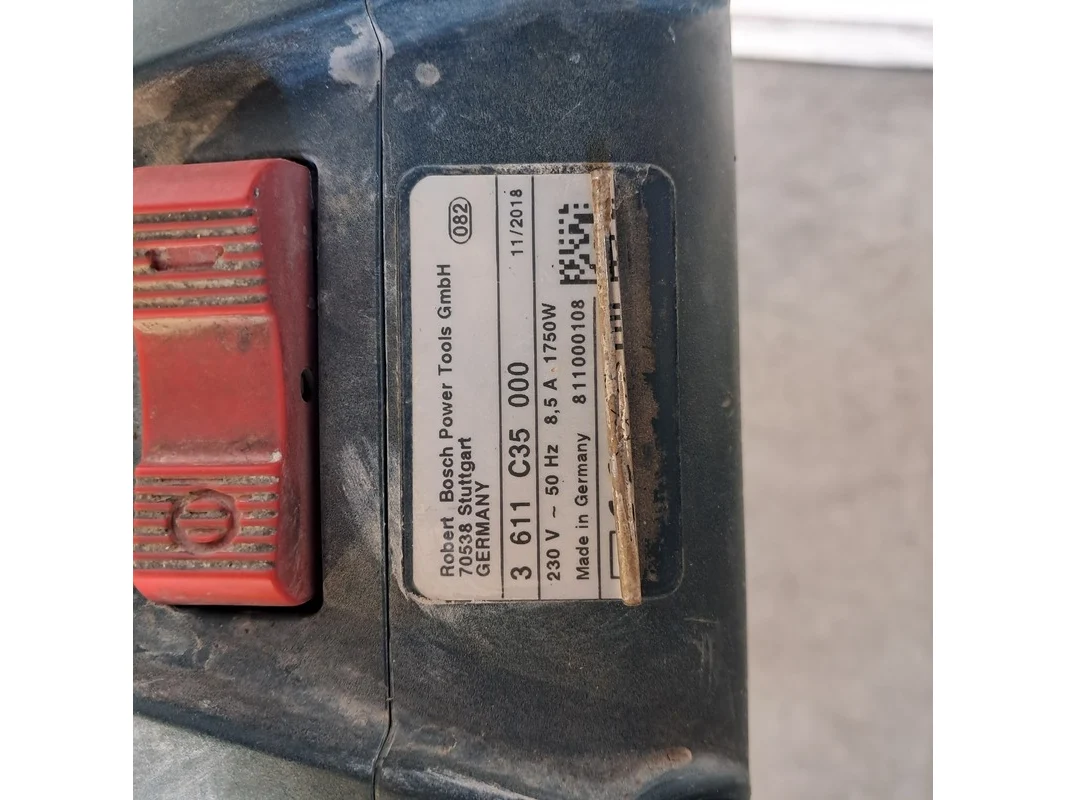 Robert Bosch Power Tools GmbH
70538 Stuttgart
GERMANY
082
3 611 C35 000
11/2018
230 V ~ 50 Hz 8,5 A 1750W
Made in Germany
811000108